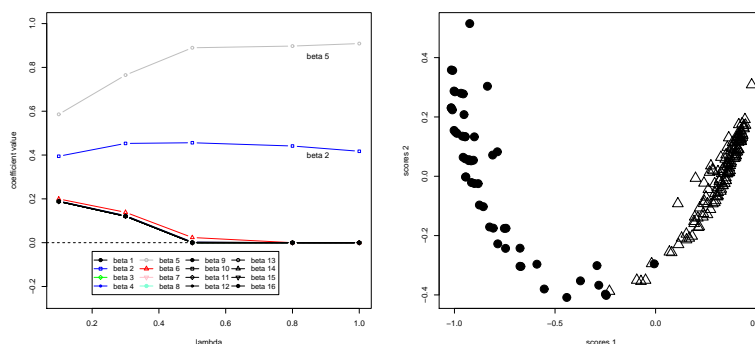 1.0
0.8
0.6
0.4
0.2
0.0
-0.2
coefficient value
beta 5
beta 2
beta 1 beta 5 beta 9 beta 13
beta 2 beta 6 beta 10 beta 14
beta 3 beta 7 beta 11 beta 15
beta 4 beta 8 beta 12 beta 16
0.2 0.4 0.6 0.8 1.0
lambda
0.4
0.2
0.0
-0.2
-0.4
scores 2
-1.0 -0.5 0.0
scores 1